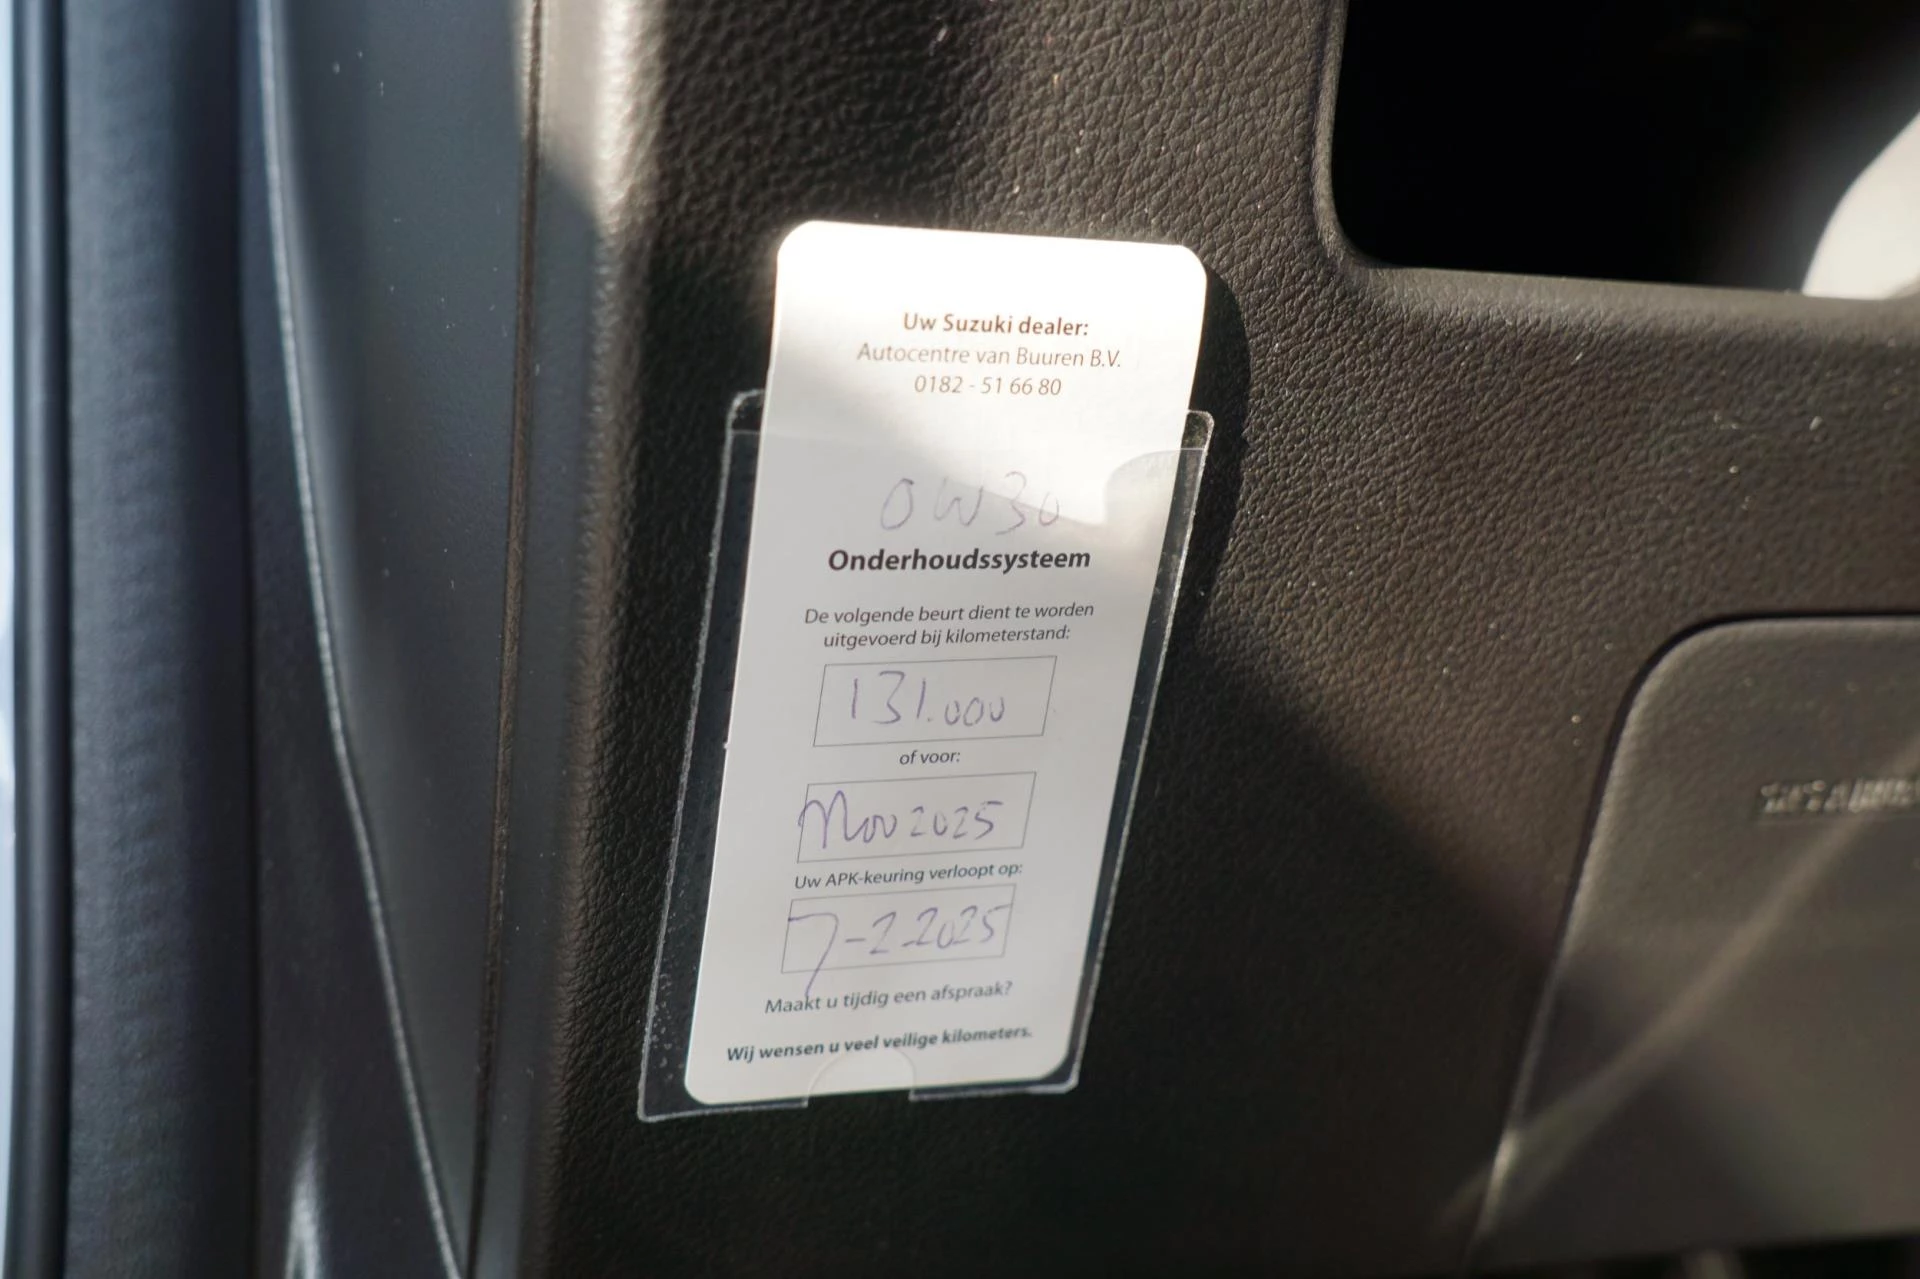 Uw Suzuki dealer:
Autocentre van Buuren B.V.
0182 - 51 66 80
0W30
Onderhoudssysteem
De volgende beurt dient te worden
uitgevoerd bij kilometerstand:
131.000
of voor:
Nov 2025
Uw APK-keuring verloopt op:
7-2-2025
Maakt u tijdig een afspraak?
Wij wensen u veel veilige kilometers.